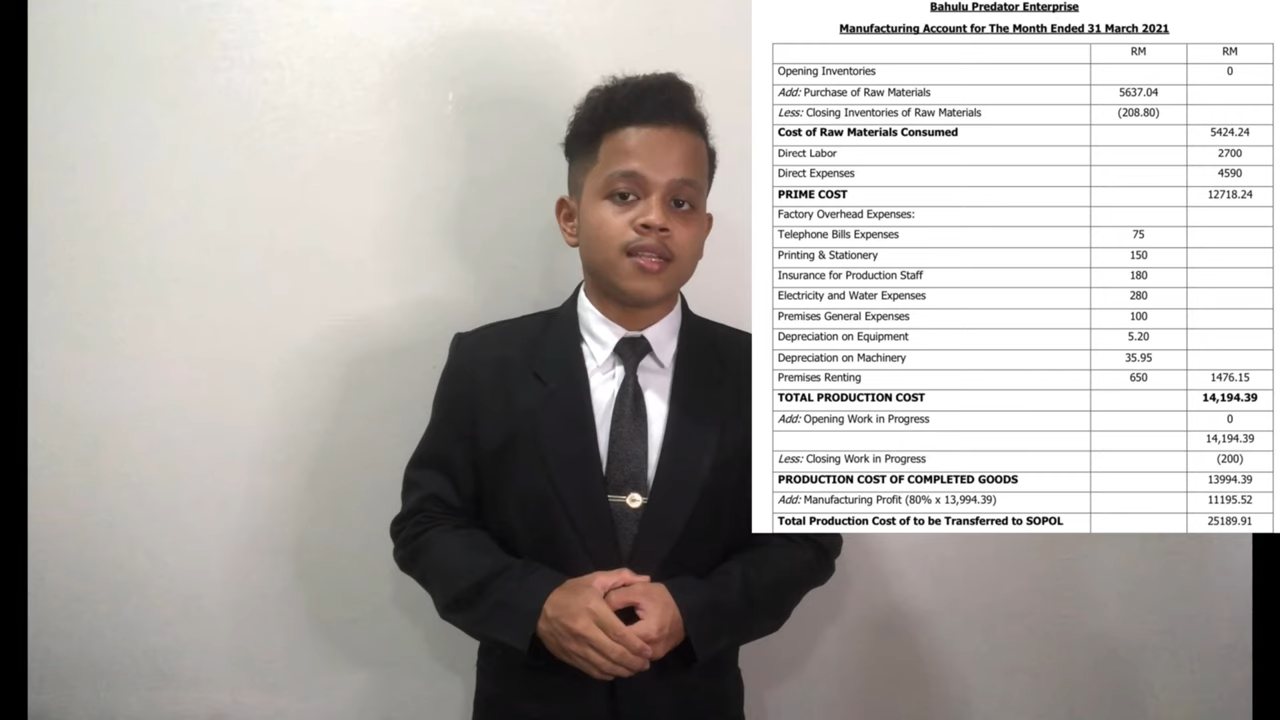 Bahulu Predator Enterprise
Manufacturing Account for The Month Ended 31 March 2021
RM RM
Opening Inventories 0
Add: Purchase of Raw Materials 5637.04
Less: Closing Inventories of Raw Materials (208.80)
Cost of Raw Materials Consumed 5424.24
Direct Labor 2700
Direct Expenses 4590
PRIME COST 12718.24
Factory Overhead Expenses:
Telephone Bills Expenses 75
Printing & Stationery 150
Insurance for Production Staff 180
Electricity and Water Expenses 280
Premises General Expenses 100
Depreciation on Equipment 5.20
Depreciation on Machinery 35.95
Premises Renting 650 1476.15
TOTAL PRODUCTION COST 14,194.39
Add: Opening Work in Progress 0
14,194.39
Less: Closing Work in Progress (200)
PRODUCTION COST OF COMPLETED GOODS 13994.39
Add: Manufacturing Profit (80% x 13,994.39) 11195.52
Total Production Cost of to be Transferred to SOPOL 25189.91